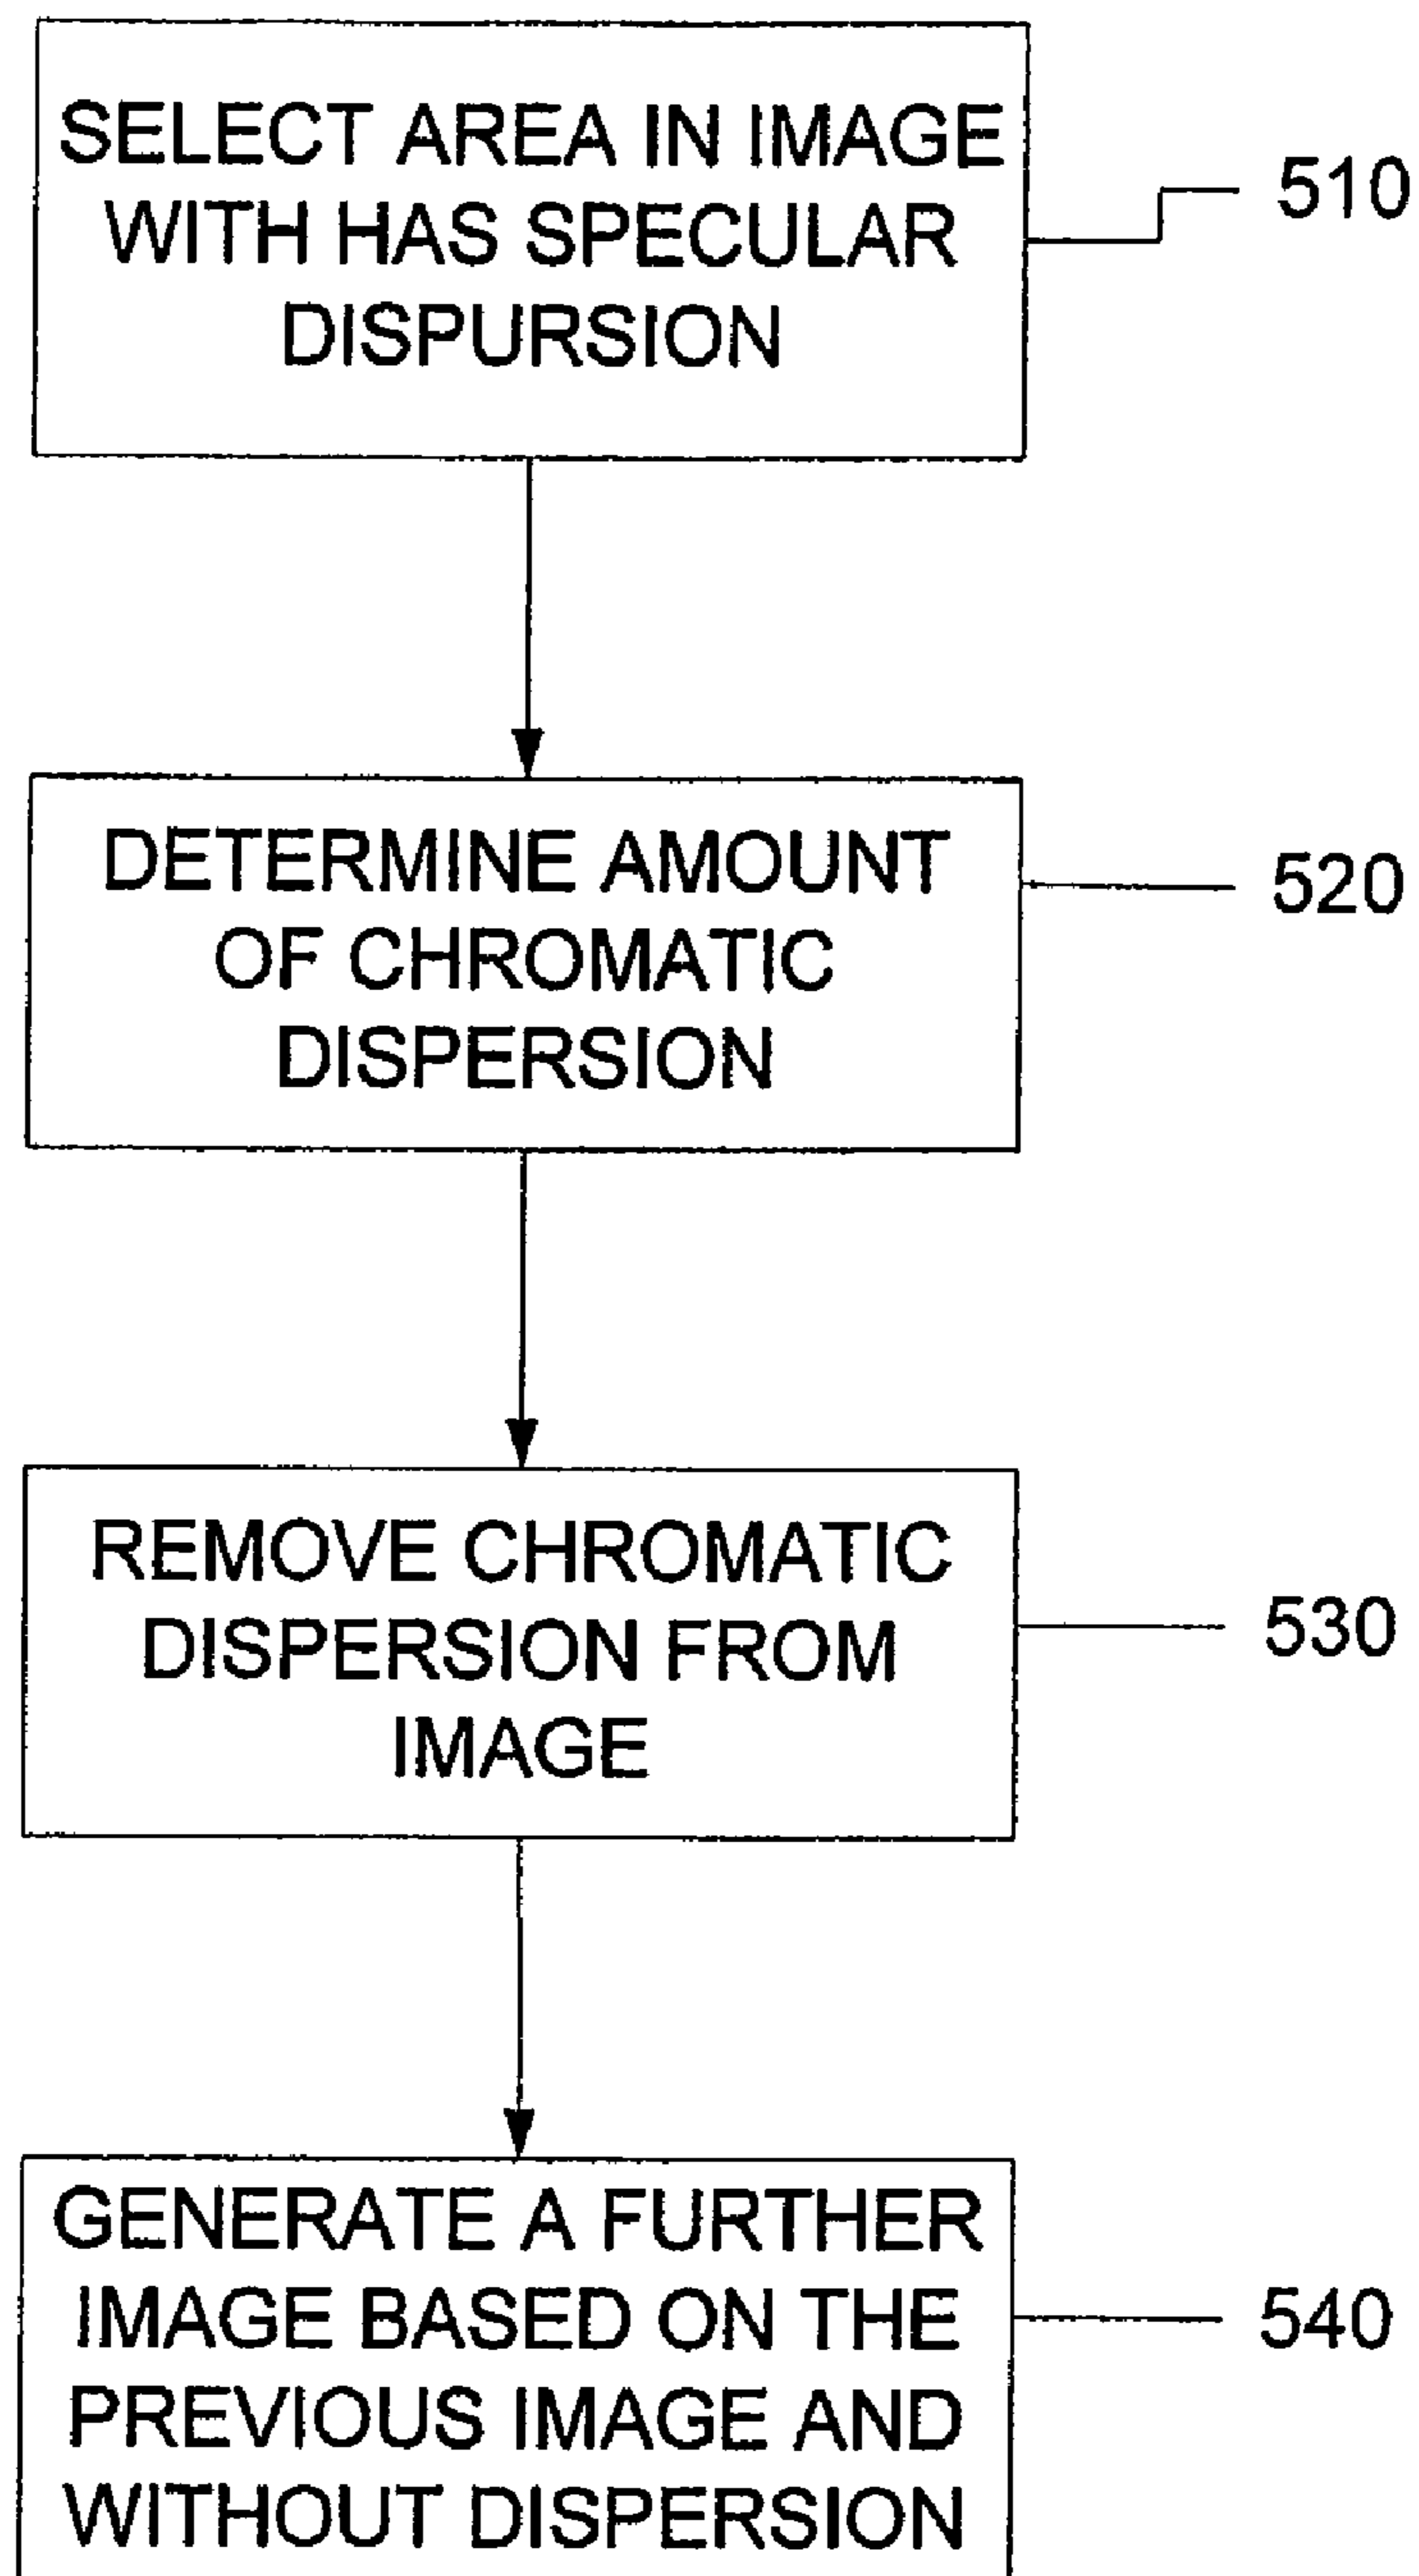 SELECT AREA IN IMAGE
WITH HAS SPECULAR
DISPURSION
510
DETERMINE AMOUNT
OF CHROMATIC
DISPERSION
520
REMOVE CHROMATIC
DISPERSION FROM
IMAGE
530
GENERATE A FURTHER
IMAGE BASED ON THE
PREVIOUS IMAGE AND
WITHOUT DISPERSION
540